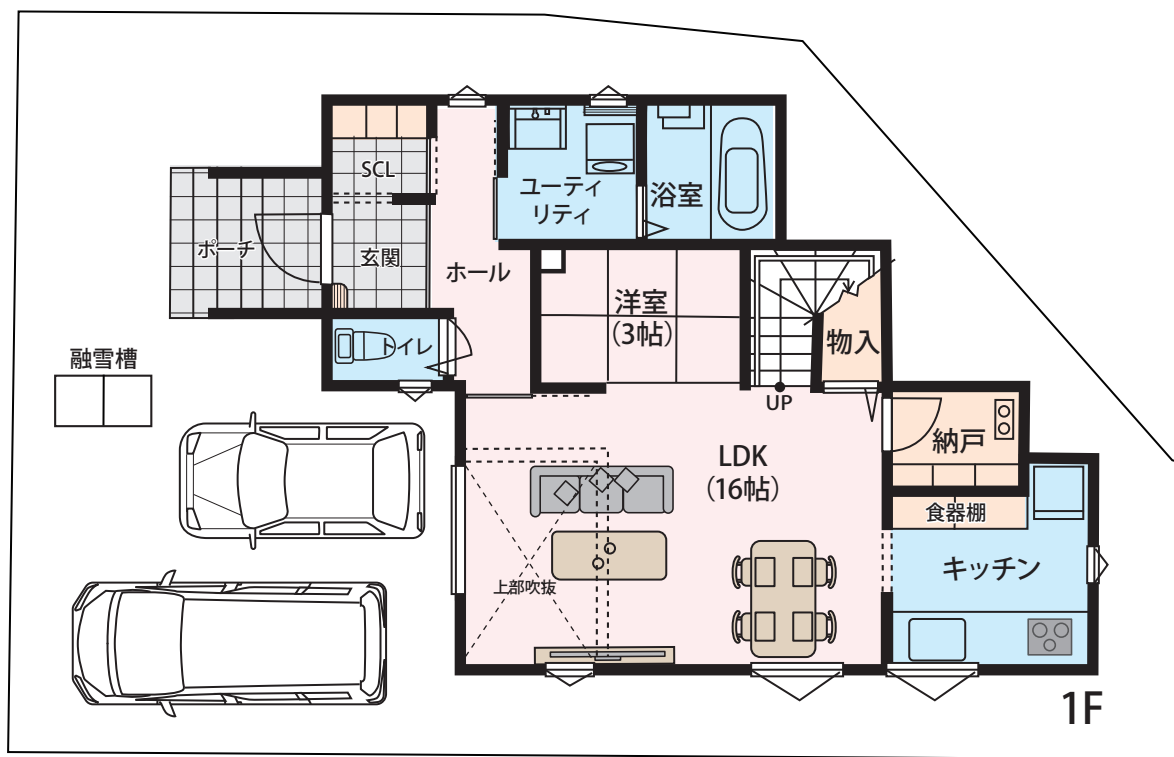 SCL
ユーティ
リティ
浴室
ポーチ
玄関
ホール
洋室
(3帖)
物入
トイレ
融雪槽
UP
納戸
LDK
(16帖)
食器棚
キッチン
上部吹抜
1F